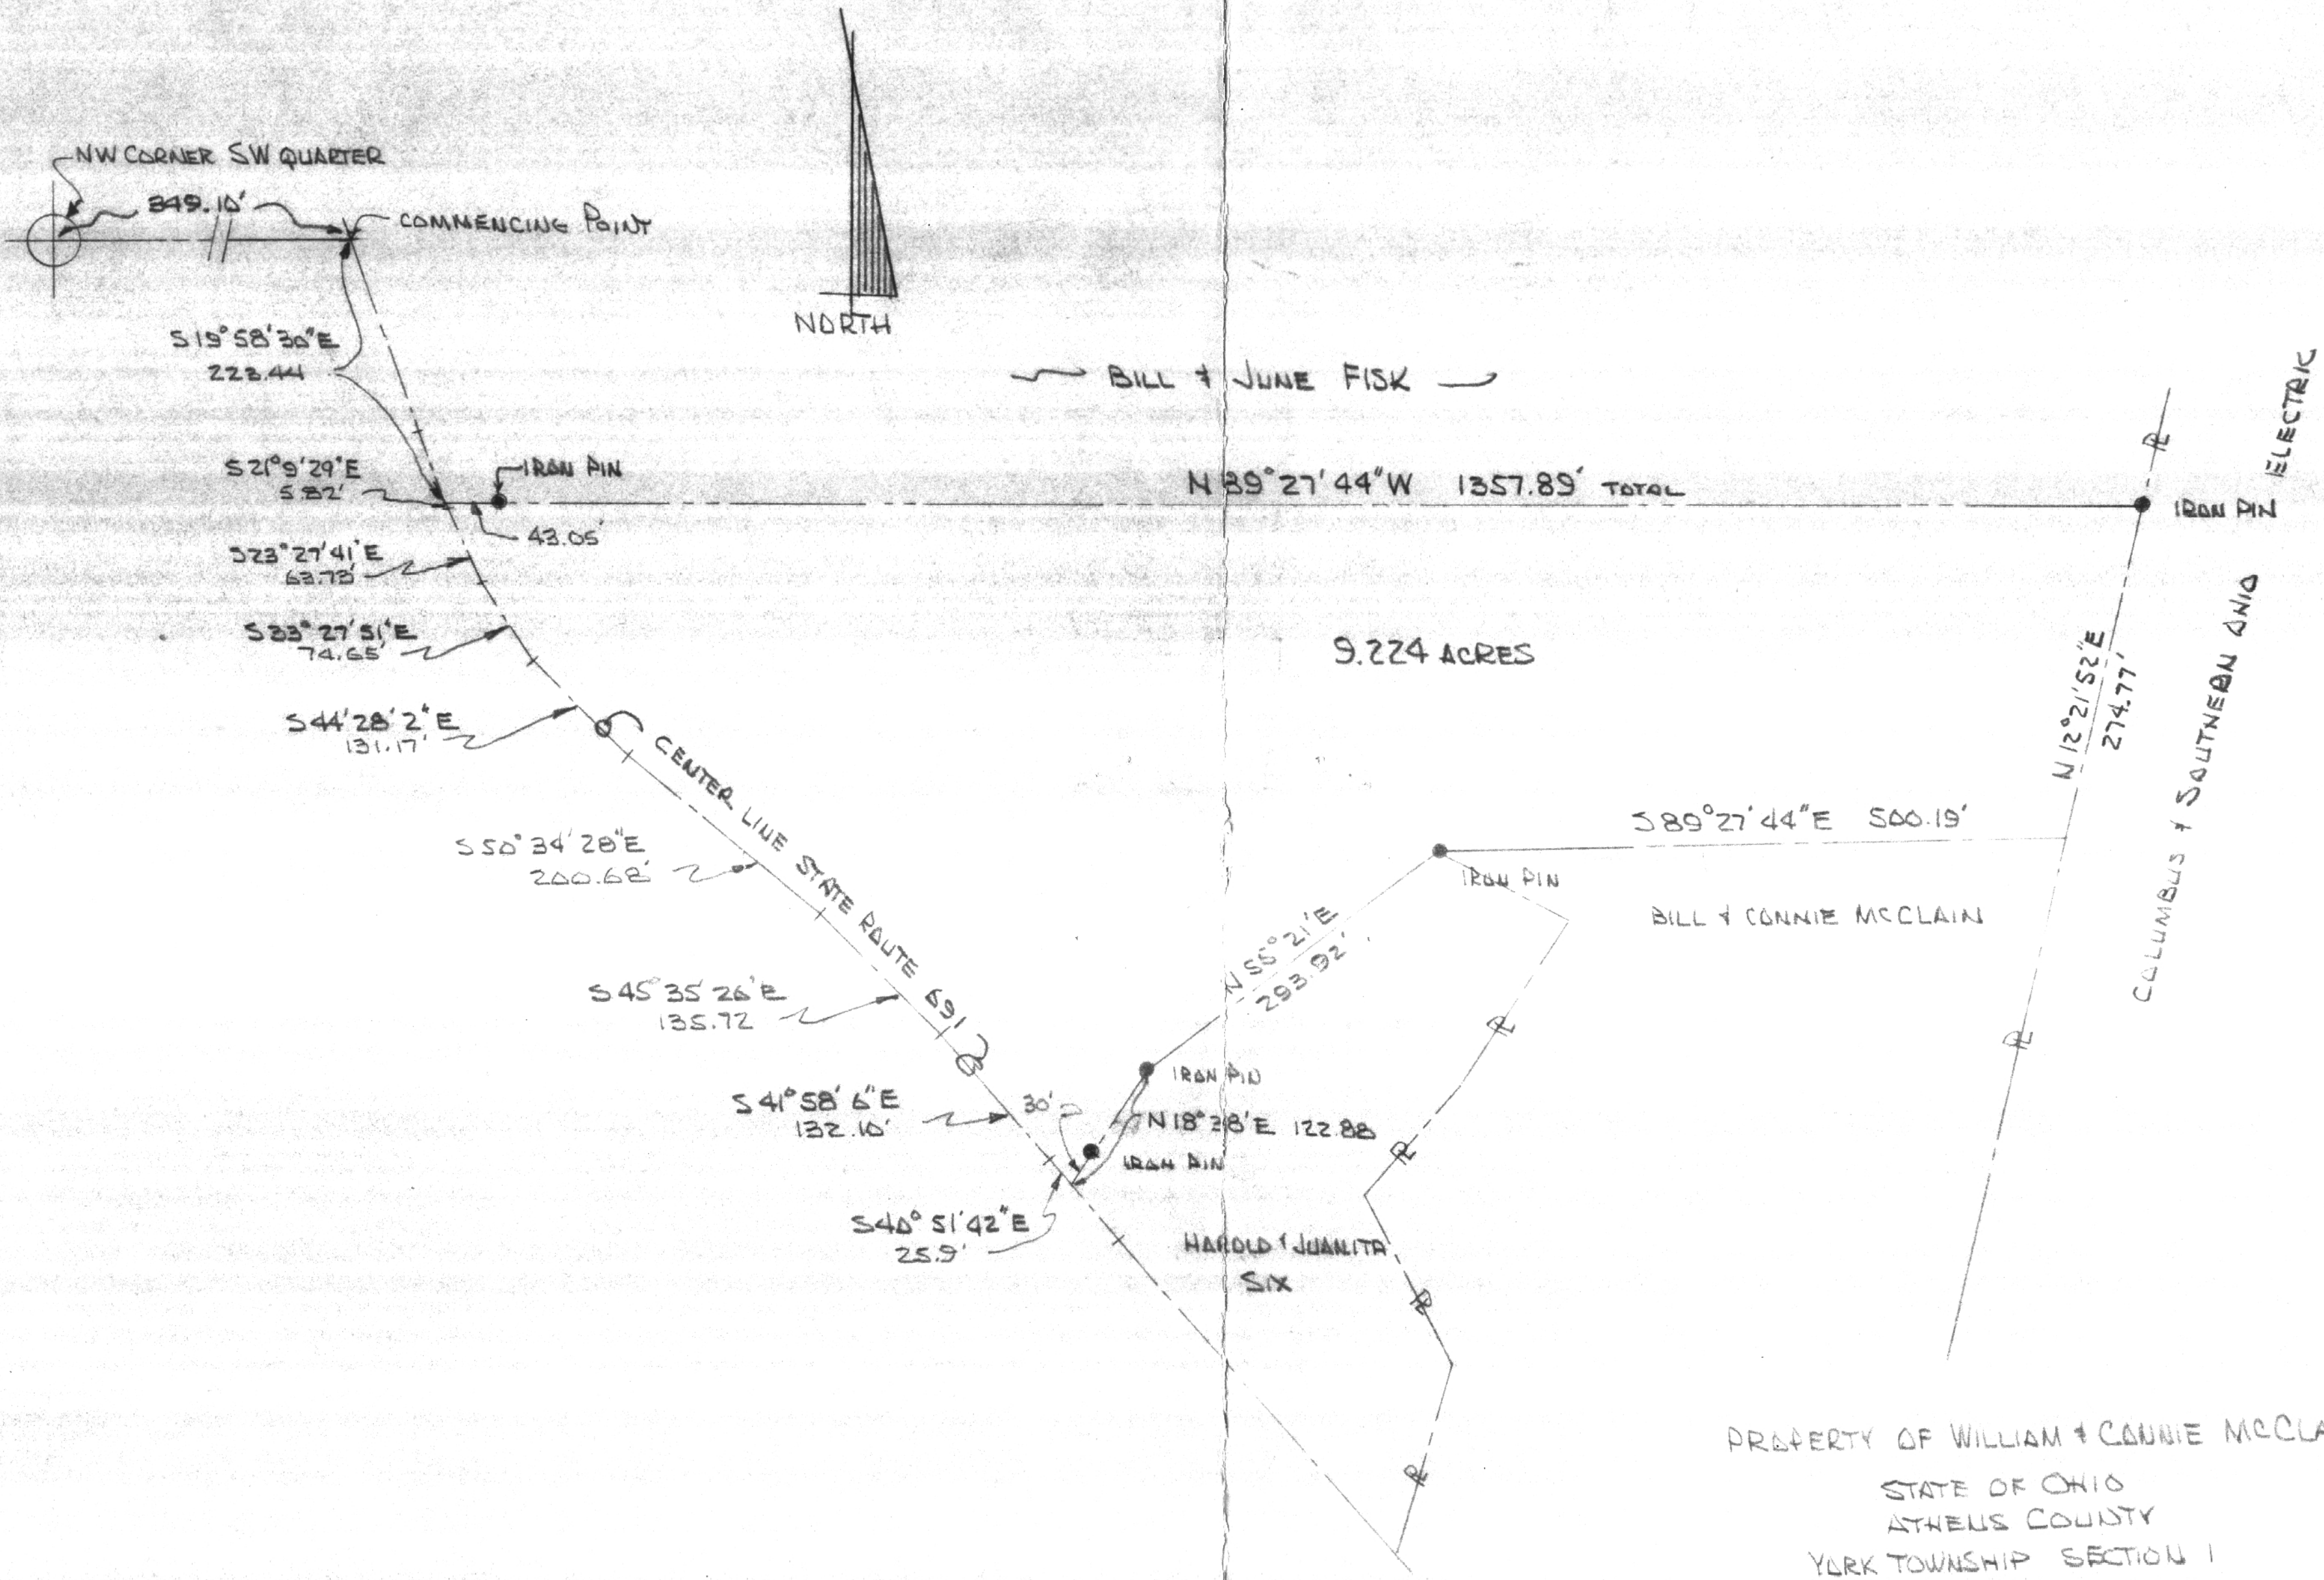 NW CORNER SW QUARTER
349.10'
COMMENCING POINT
NORTH
S19°58'30"E
223.44
BILL & JUNE FISK
S21°9'29"E
5.82'
IRON PIN
43.05'
N 89°27'44"W 1357.89' TOTAL
IRON PIN
COLUMBUS & SOUTHERN OHIO ELECTRIC
S23°27'41"E
63.73'
S33°27'51"E
74.65'
9.224 ACRES
N 12°21'52"E
274.77'
S44°28'2"E
131.17'
CENTER LINE STATE ROUTE 691
S50°34'28"E
200.68'
S89°27'44"E 500.19'
IRON PIN
BILL & CONNIE MCCLAIN
N 55°21'E
293.92'
S45°35'26"E
135.72
IRON PIN
S41°58'6"E
132.10'
30'
N18°38'E 122.88
IRON PIN
S40°51'42"E
25.9'
HAROLD & JUANITA
SIX
PROPERTY OF WILLIAM & CONNIE MCCLA
STATE OF OHIO
ATHENS COUNTY
YORK TOWNSHIP SECTION 1